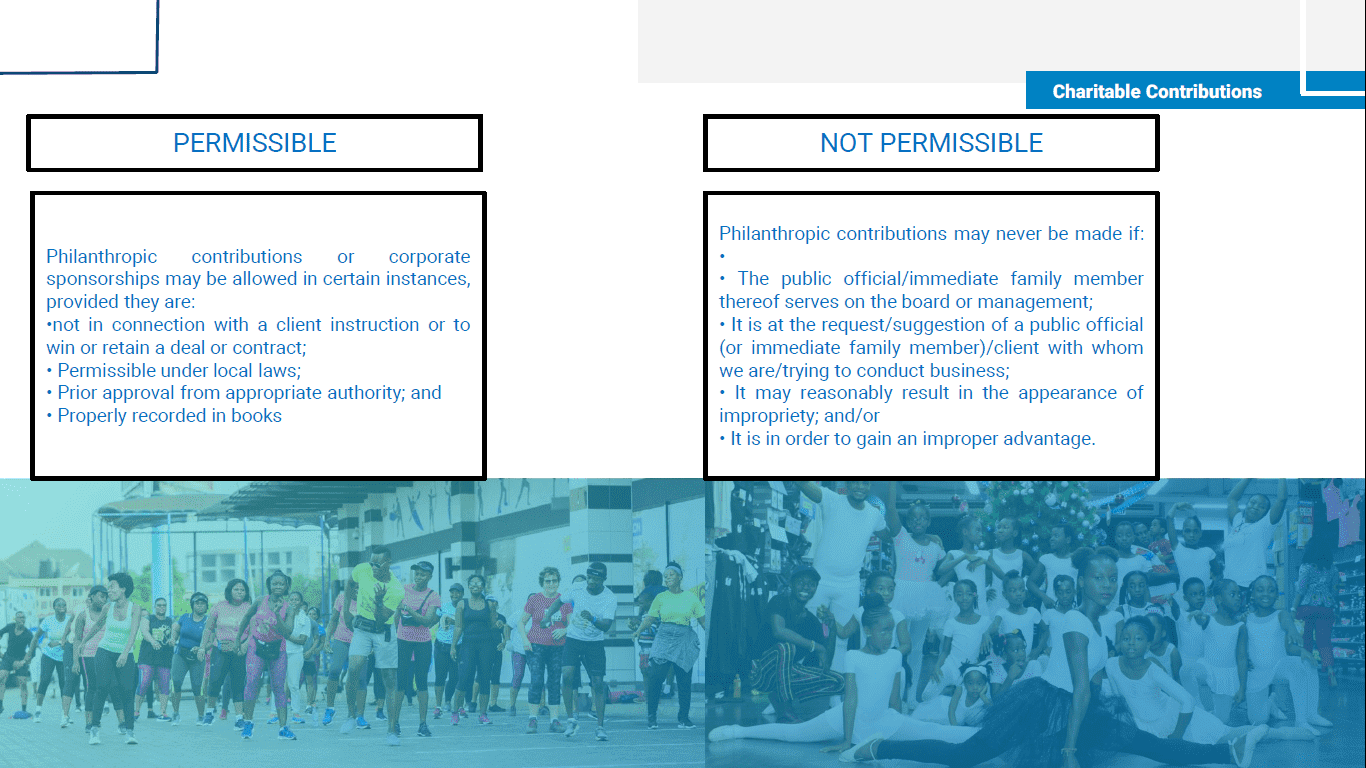 Charitable Contributions
PERMISSIBLE
Philanthropic contributions or corporate
sponsorships may be allowed in certain instances,
provided they are:
•not in connection with a client instruction or to
win or retain a deal or contract;
• Permissible under local laws;
• Prior approval from appropriate authority; and
• Properly recorded in books
NOT PERMISSIBLE
Philanthropic contributions may never be made if:
•
• The public official/immediate family member
thereof serves on the board or management;
• It is at the request/suggestion of a public official
(or immediate family member)/client with whom
we are/trying to conduct business;
• It may reasonably result in the appearance of
impropriety; and/or
• It is in order to gain an improper advantage.